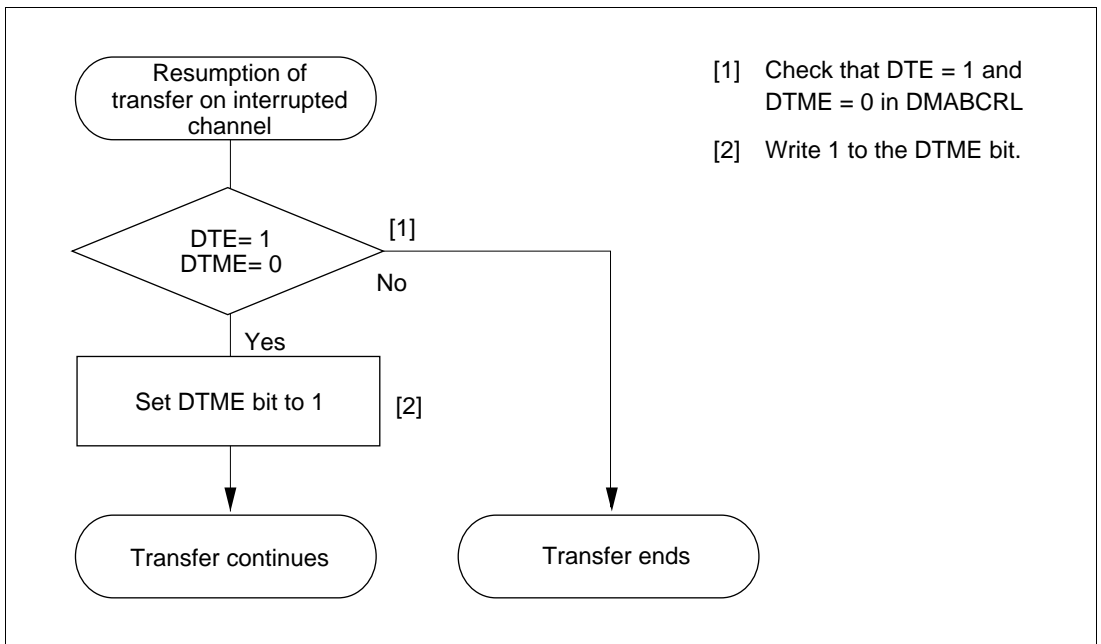 Resumption of
transfer on interrupted
channel
[1] Check that DTE = 1 and
DTME = 0 in DMABCRL
[2] Write 1 to the DTME bit.
DTE= 1
DTME= 0
[1]
No
Yes
Set DTME bit to 1
[2]
Transfer continues
Transfer ends